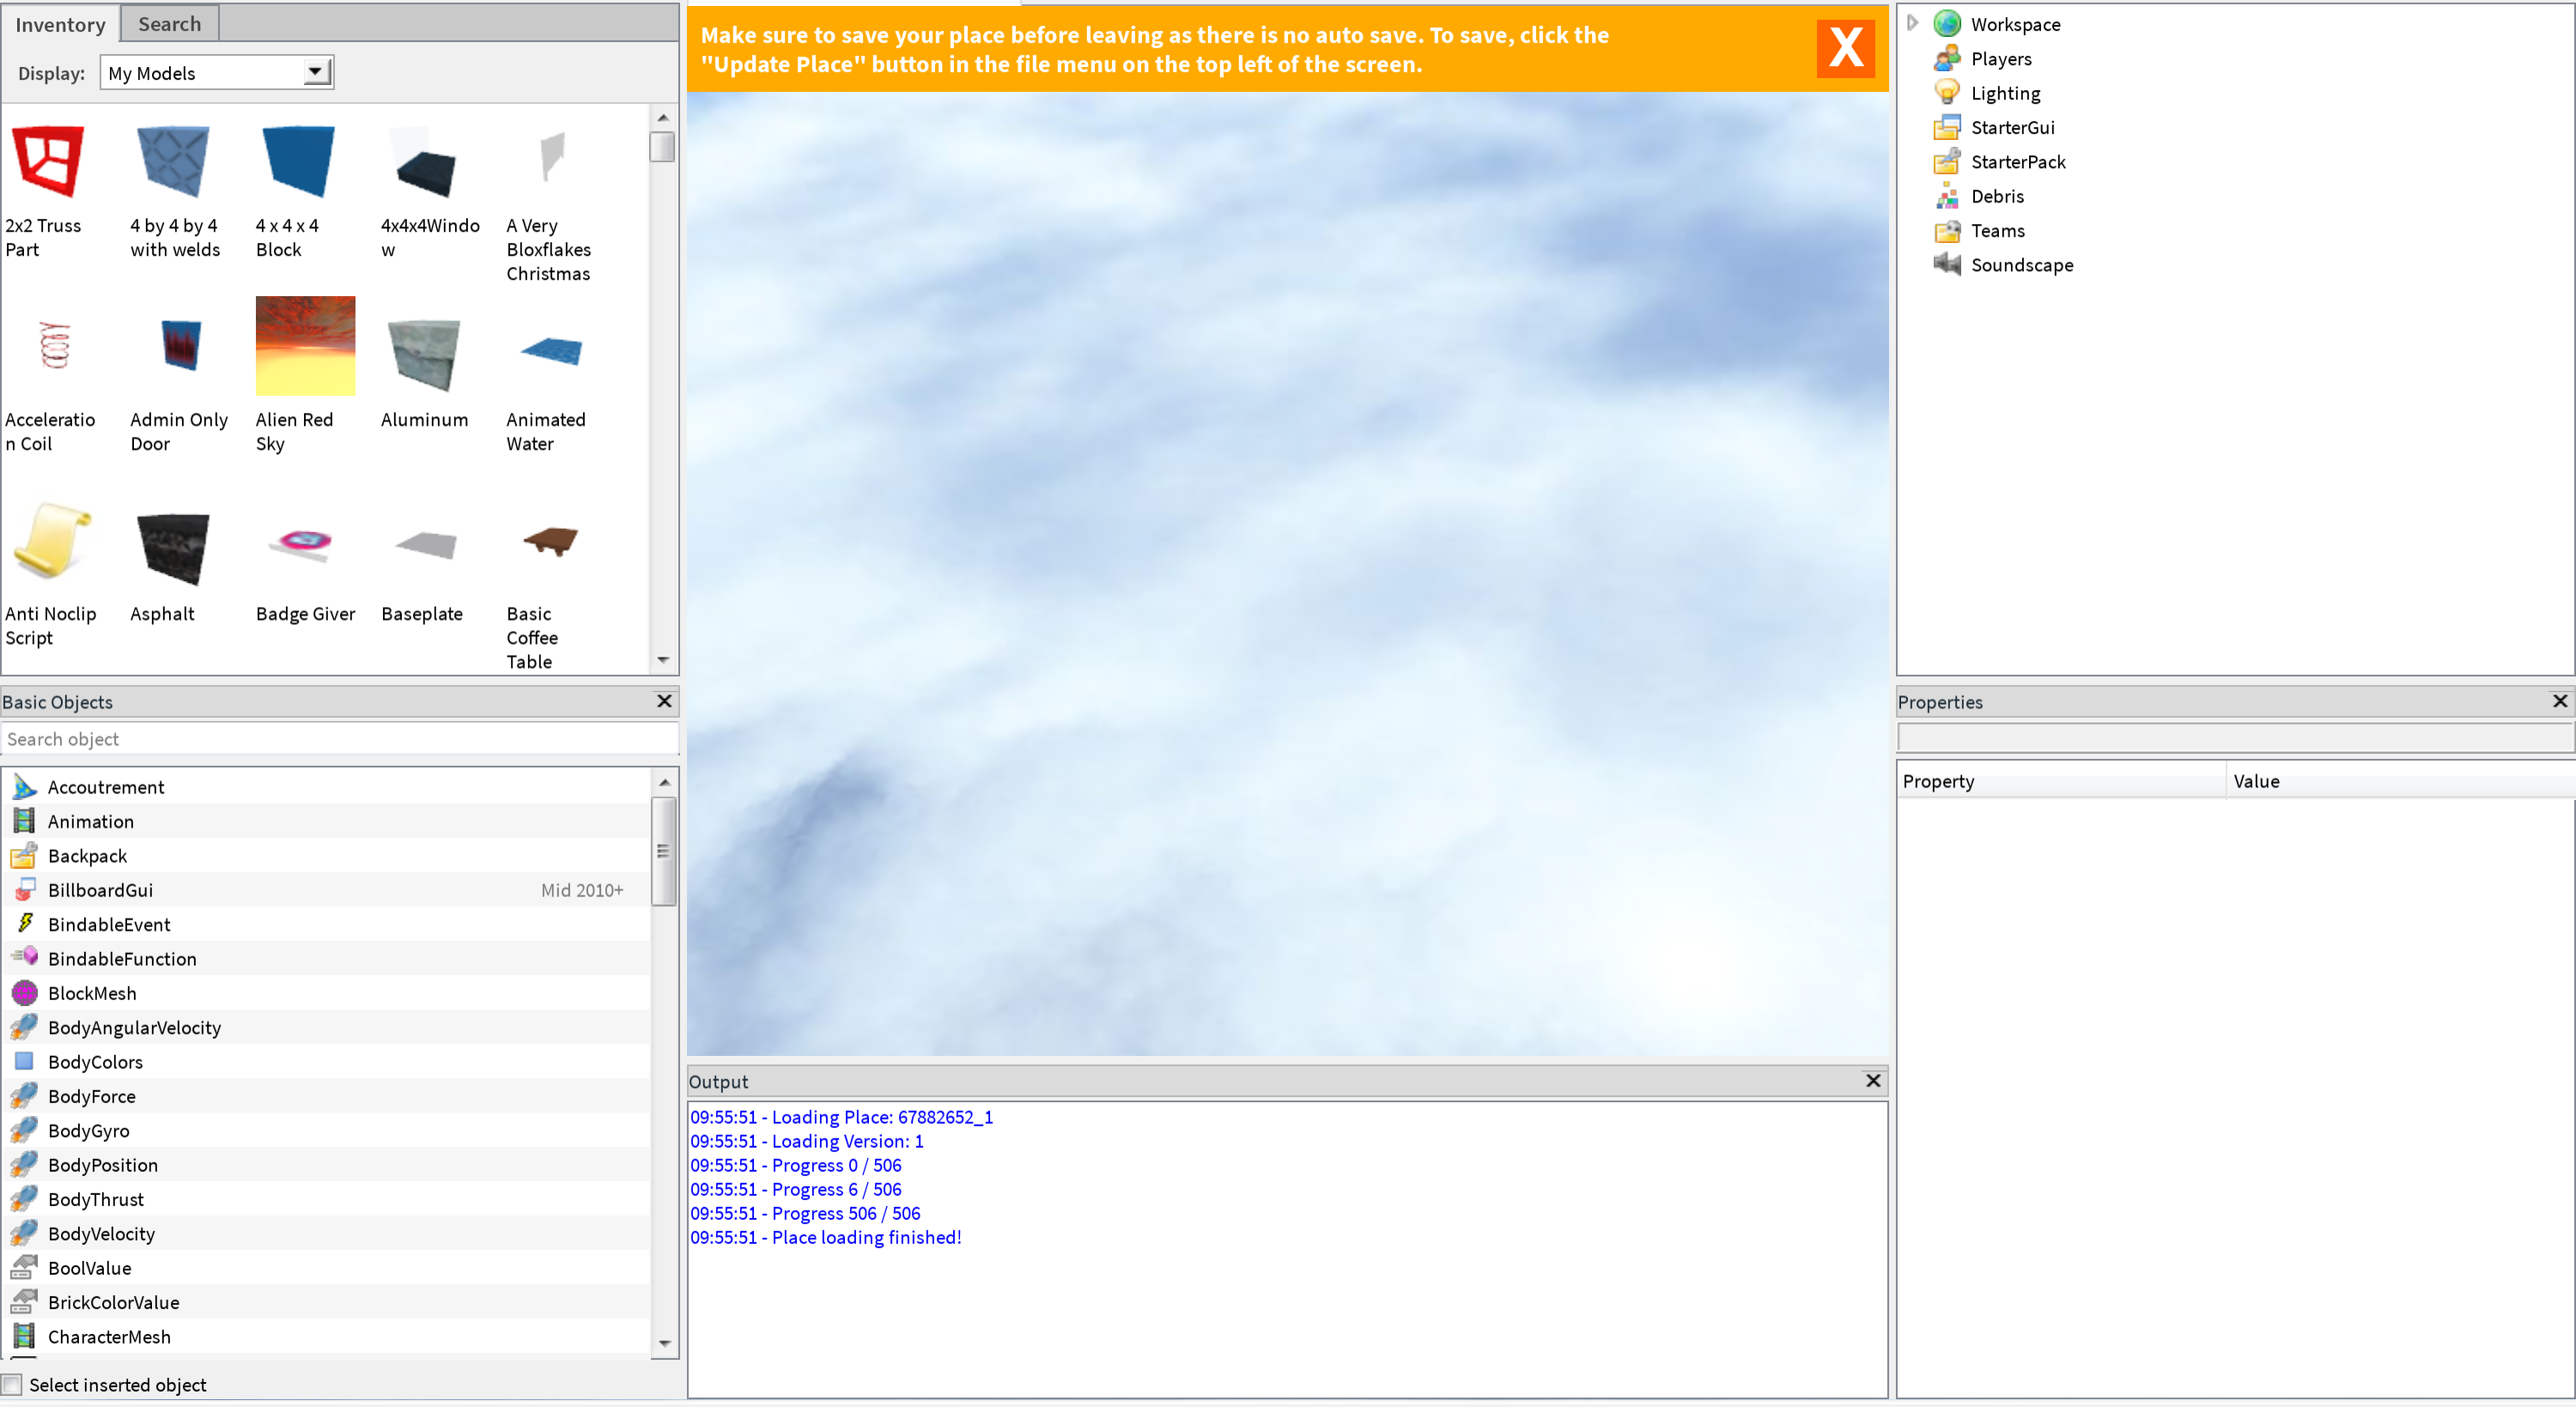 Inventory
Search
Display:
My Models
2x2 Truss
Part
4 by 4 by 4
with welds
4 x 4 x 4
Block
4x4x4Windo
w
A Very
Bloxflakes
Christmas
Acceleratio
n Coil
Admin Only
Door
Alien Red
Sky
Aluminum
Animated
Water
Anti Noclip
Script
Asphalt
Badge Giver
Baseplate
Basic
Coffee
Table
Basic Objects
Search object
Accoutrement
Animation
Backpack
BillboardGui Mid 2010+
BindableEvent
BindableFunction
BlockMesh
BodyAngularVelocity
BodyColors
BodyForce
BodyGyro
BodyPosition
BodyThrust
BodyVelocity
BoolValue
BrickColorValue
CharacterMesh
Select inserted object
Make sure to save your place before leaving as there is no auto save. To save, click the
"Update Place" button in the file menu on the top left of the screen.
X
Output
09:55:51 - Loading Place: 67882652_1
09:55:51 - Loading Version: 1
09:55:51 - Progress 0 / 506
09:55:51 - Progress 6 / 506
09:55:51 - Progress 506 / 506
09:55:51 - Place loading finished!
Workspace
Players
Lighting
StarterGui
StarterPack
Debris
Teams
Soundscape
Properties
Property Value